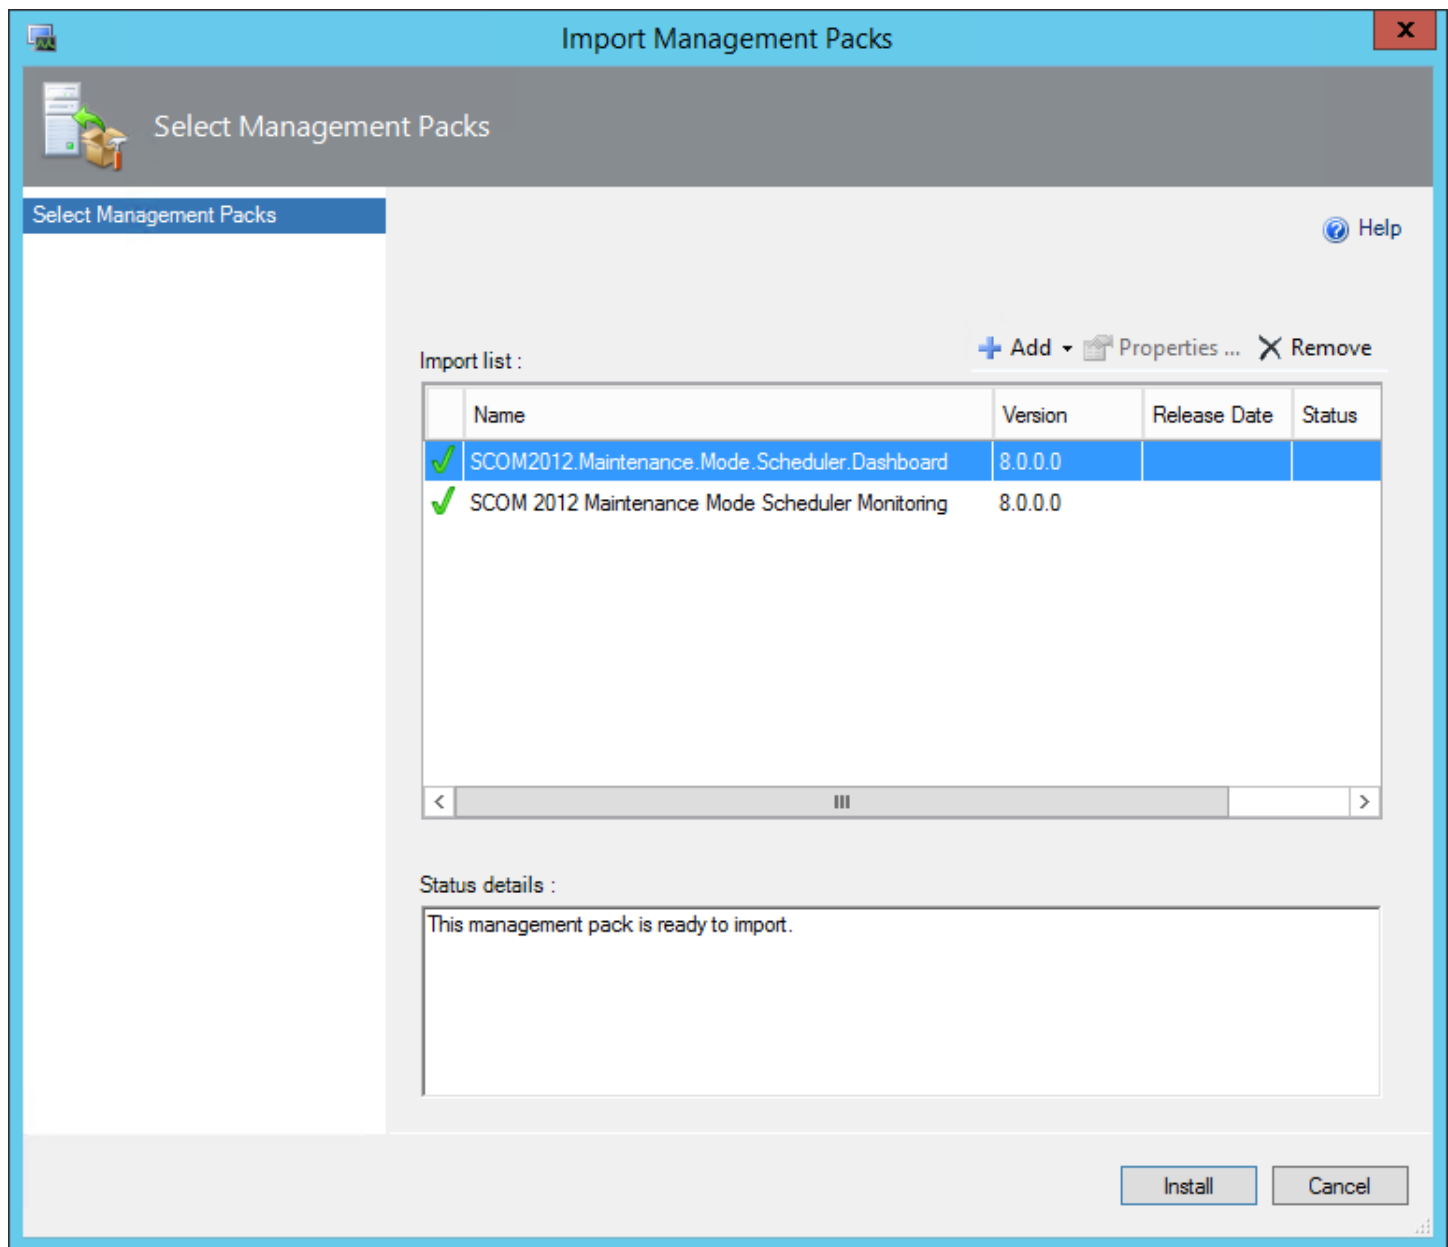 Import Management Packs
x
Select Management Packs
Select Management Packs
Help
Import list :
Add
Properties ...
Remove
Name Version Release Date Status
SCOM2012.Maintenance.Mode.Scheduler.Dashboard 8.0.0.0
SCOM 2012 Maintenance Mode Scheduler Monitoring 8.0.0.0
Status details :
This management pack is ready to import.
Install
Cancel